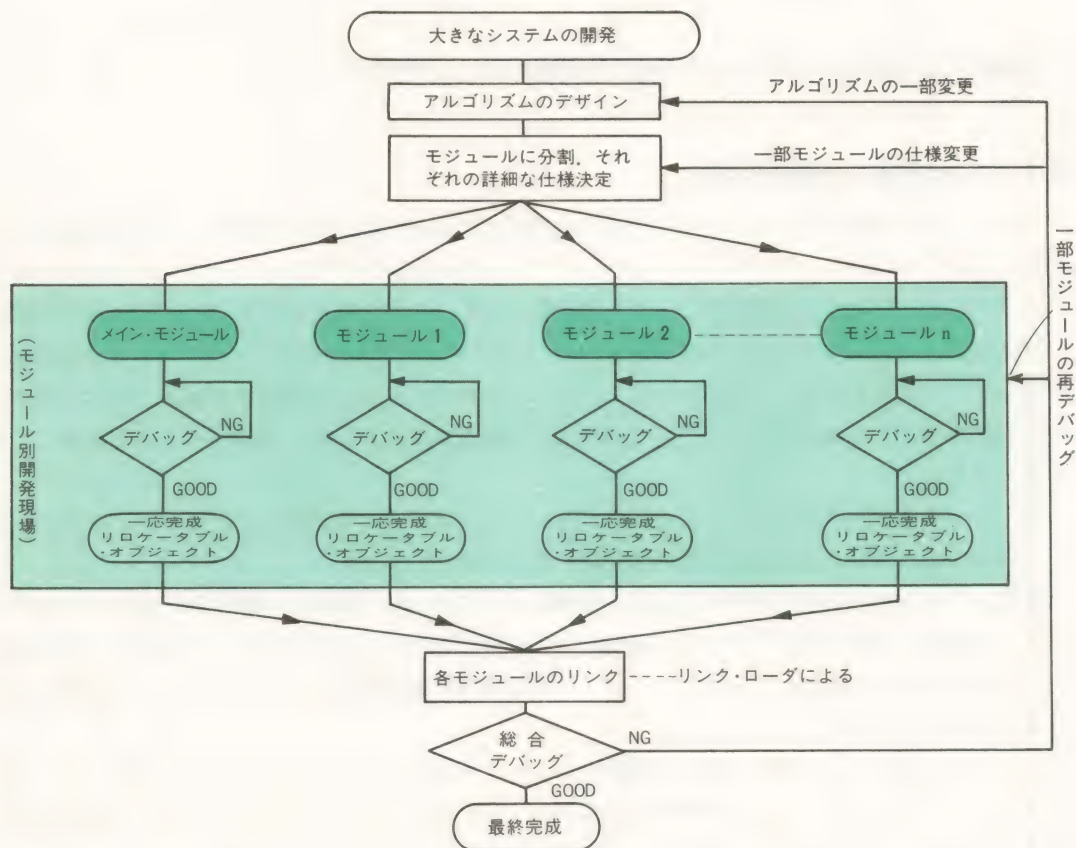 大きなシステムの開発
アルゴリズムのデザイン
アルゴリズムの一部変更
モジュールに分割，それ
ぞれの詳細な仕様決定
一部モジュールの仕様変更
一部モジュールの再デバッグ
(モジュール別開発現場)
メイン・モジュール
モジュール1
モジュール2
モジュールn
デバッグ
NG
デバッグ
NG
デバッグ
NG
デバッグ
NG
GOOD
GOOD
GOOD
GOOD
一応完成
リロケータブル
・オブジェクト
一応完成
リロケータブル
・オブジェクト
一応完成
リロケータブル
・オブジェクト
一応完成
リロケータブル
・オブジェクト
各モジュールのリンク
リンク・ローダによる
総合
デバッグ
NG
GOOD
最終完成